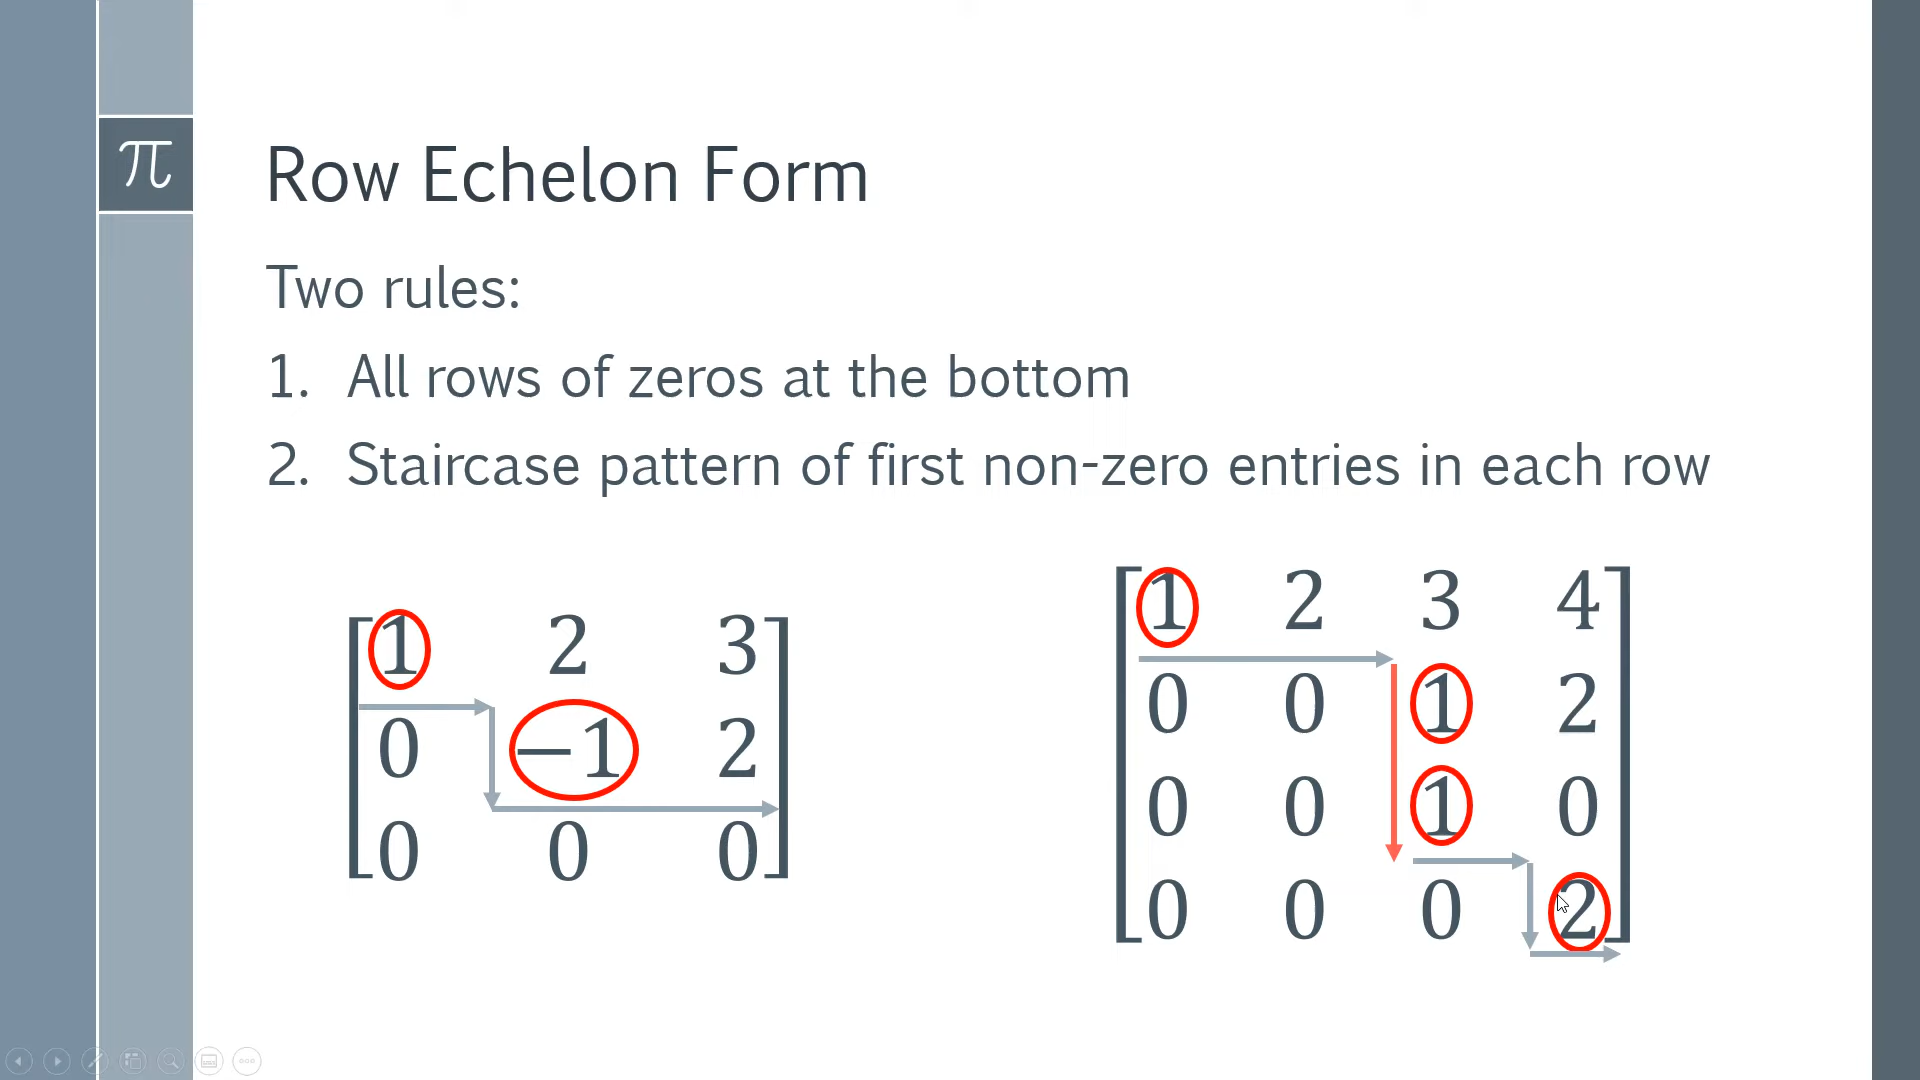 π
Row Echelon Form
Two rules:
1. All rows of zeros at the bottom
2. Staircase pattern of first non-zero entries in each row
1 2 3
0 −1 2
0 0 0
1 2 3 4
0 0 1 2
0 0 1 0
0 0 0 2